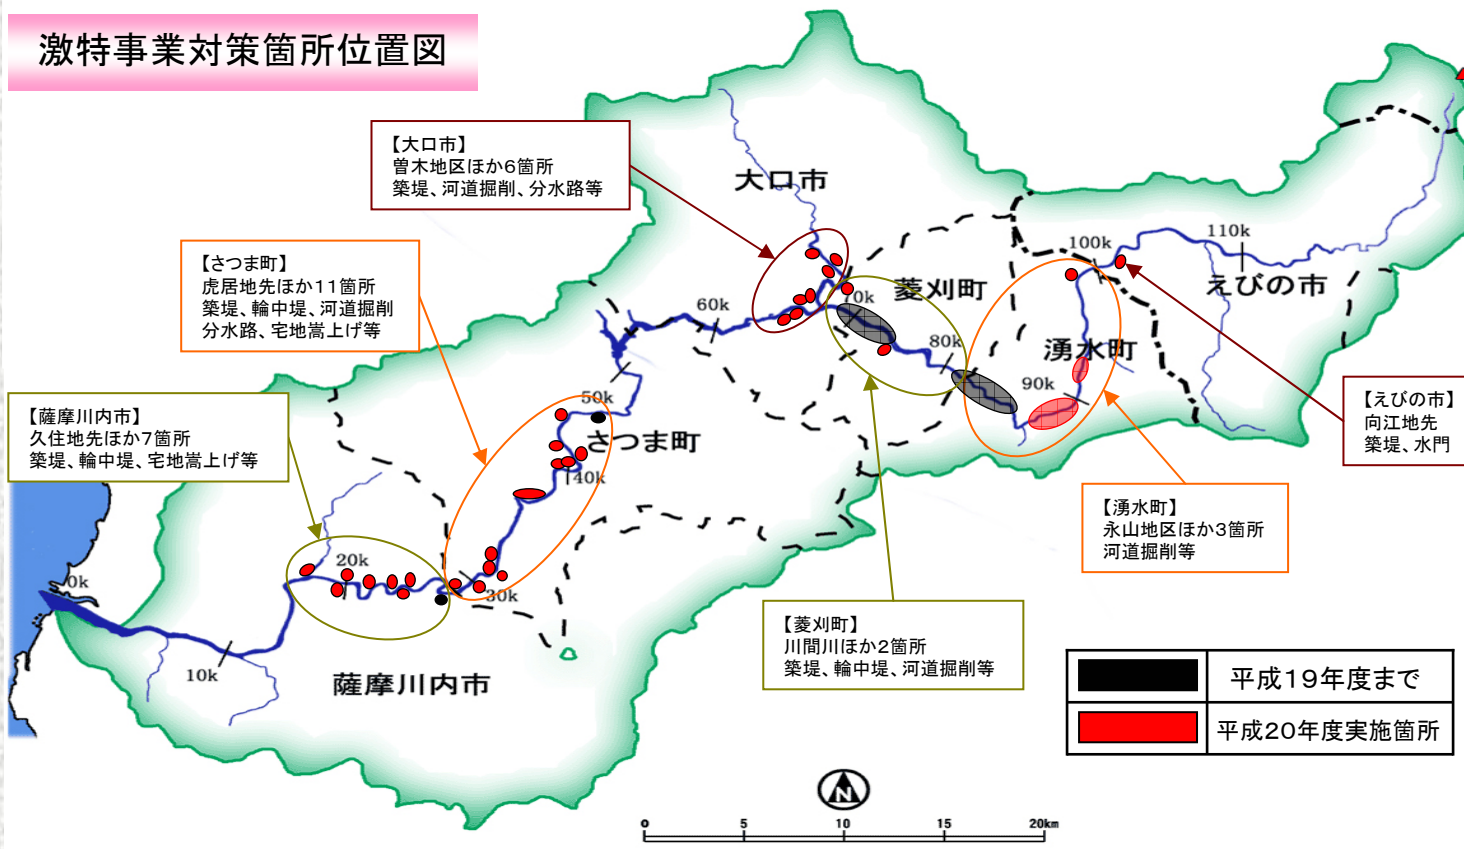 激特事業対策箇所位置図
【大口市】
曽木地区ほか6箇所
築堤、河道掘削、分水路等
大口市
【さつま町】
虎居地先ほか11箇所
築堤、輪中堤、河道掘削
分水路、宅地嵩上げ等
100k
110k
えびの市
菱刈町
70k
60k
80k
湧水町
90k
【薩摩川内市】
久住地先ほか7箇所
築堤、輪中堤、宅地嵩上げ等
50k
さつま町
40k
【えびの市】
向江地先
築堤、水門
【湧水町】
永山地区ほか3箇所
河道掘削等
20k
30k
0k
10k
薩摩川内市
【菱刈町】
川間川ほか2箇所
築堤、輪中堤、河道掘削等
平成19年度まで
平成20年度実施箇所
N
0 5 10 15 20km